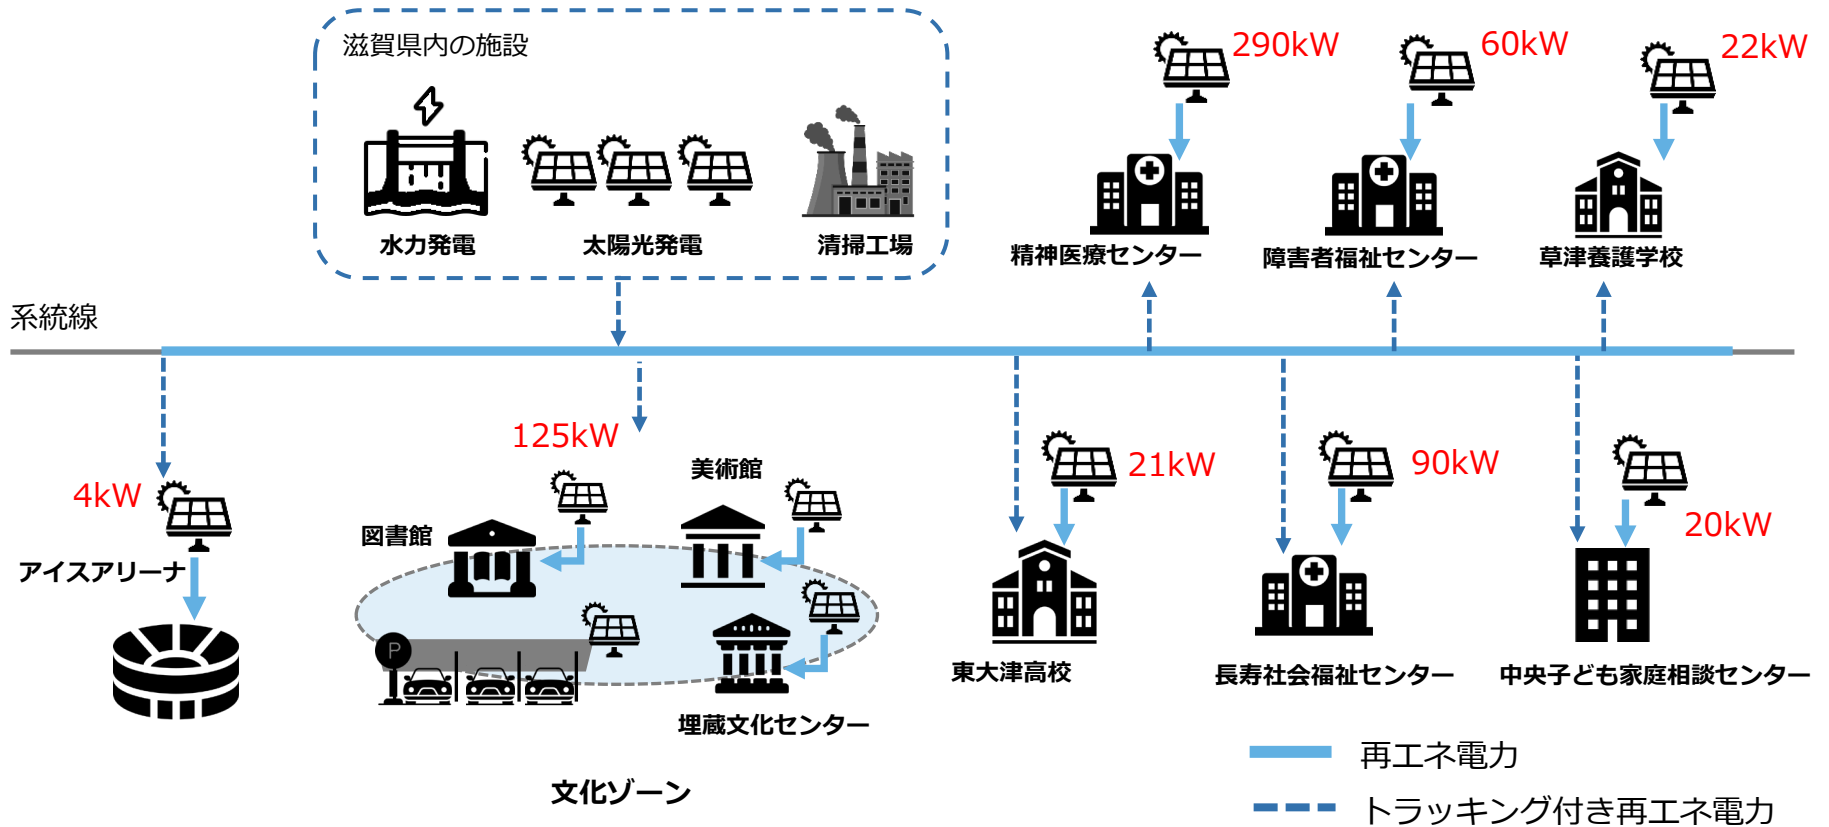 滋賀県内の施設
水力発電
太陽光発電
清掃工場
290kW
60kW
22kW
精神医療センター
障害者福祉センター
草津養護学校
系統線
4kW
アイスアリーナ
125kW
図書館
美術館
P
埋蔵文化センター
文化ゾーン
21kW
東大津高校
90kW
長寿社会福祉センター
20kW
中央子ども家庭相談センター
再エネ電力
トラッキング付き再エネ電力